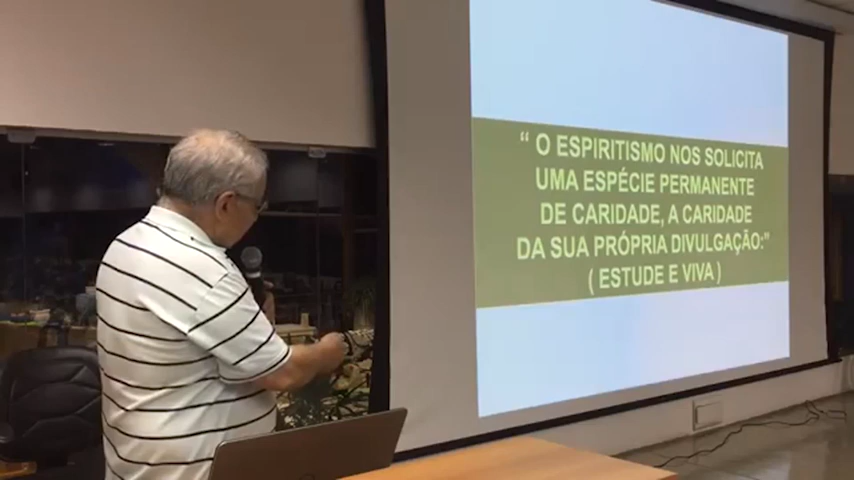 “ O ESPIRITISMO NOS SOLICITA
UMA ESPÉCIE PERMANENTE
DE CARIDADE, A CARIDADE
DA SUA PRÓPRIA DIVULGAÇÃO:”
( ESTUDE E VIVA )